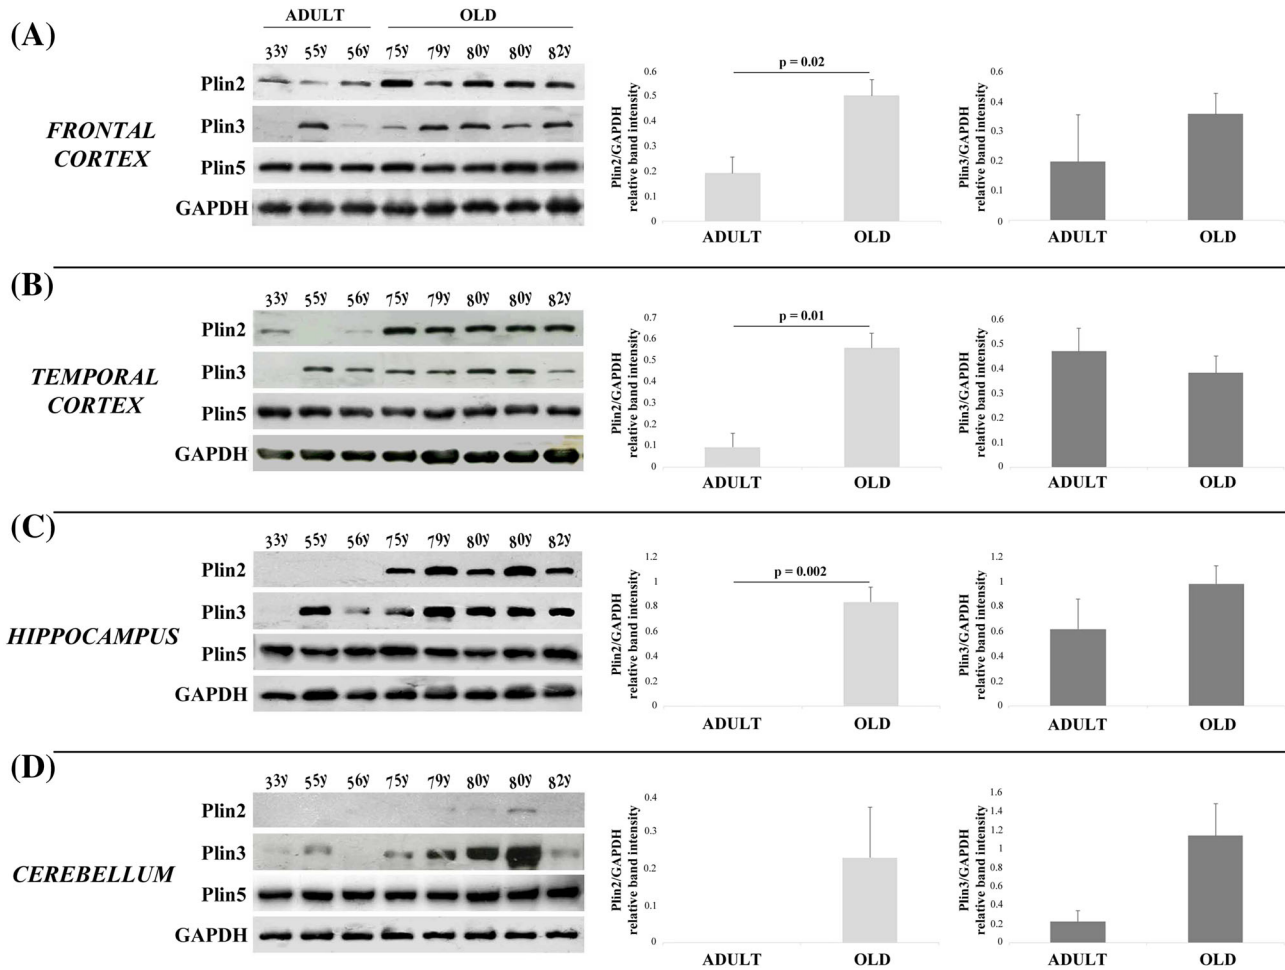 ADULT OLD
(A)
33y 55y 56y 75y 79y 80y 80y 82y
Plin2
Plin3
Plin5
GAPDH
FRONTAL
CORTEX
Plin2/GAPDH
relative band intensity
0.6
0.5
0.4
0.3
0.2
0.1
0
p = 0.02
ADULT OLD
Plin3/GAPDH
relative band intensity
0.6
0.4
0.3
0.2
0.1
0
ADULT OLD
(B)
33y 55y 56y 75y 79y 80y 80y 82y
Plin2
Plin3
Plin5
GAPDH
TEMPORAL
CORTEX
Plin2/GAPDH
relative band intensity
0.7
0.6
0.5
0.4
0.3
0.2
0.1
0
p = 0.01
ADULT OLD
Plin3/GAPDH
relative band intensity
0.6
0.5
0.4
0.3
0.2
0.1
0
ADULT OLD
(C)
33y 55y 56y 75y 79y 80y 80y 82y
Plin2
Plin3
Plin5
GAPDH
HIPPOCAMPUS
Plin2/GAPDH
relative band intensity
1.2
1
0.8
0.6
0.4
0.2
0
p = 0.002
ADULT OLD
Plin3/GAPDH
relative band intensity
1.2
1
0.8
0.6
0.4
0.2
0
ADULT OLD
(D)
33y 55y 56y 75y 79y 80y 80y 82y
Plin2
Plin3
Plin5
GAPDH
CEREBELLUM
Plin2/GAPDH
relative band intensity
0.4
0.3
0.2
0.1
0
ADULT OLD
Plin3/GAPDH
relative band intensity
1.6
1.4
1.2
1
0.8
0.6
0.4
0.2
0
ADULT OLD